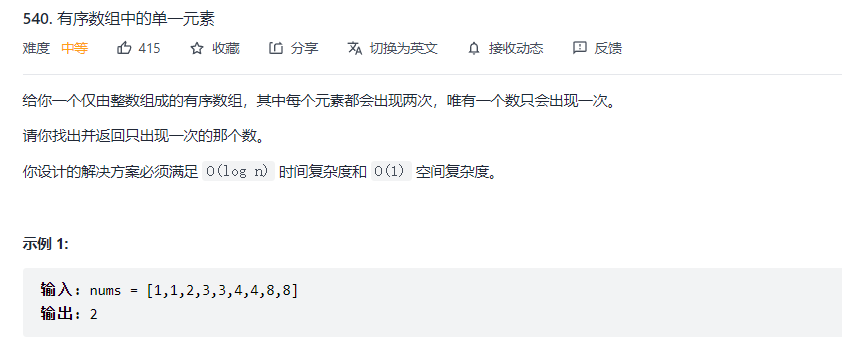 540. 有序数组中的单一元素
难度 中等 415 收藏 分享 切换为英文 接收动态 反馈
给你一个仅由整数组成的有序数组，其中每个元素都会出现两次，唯有一个数只会出现一次。
请你找出并返回只出现一次的那个数。
你设计的解决方案必须满足 O(log n) 时间复杂度和 O(1) 空间复杂度。
示例 1:
输入: nums = [1,1,2,3,3,4,4,8,8]
输出: 2